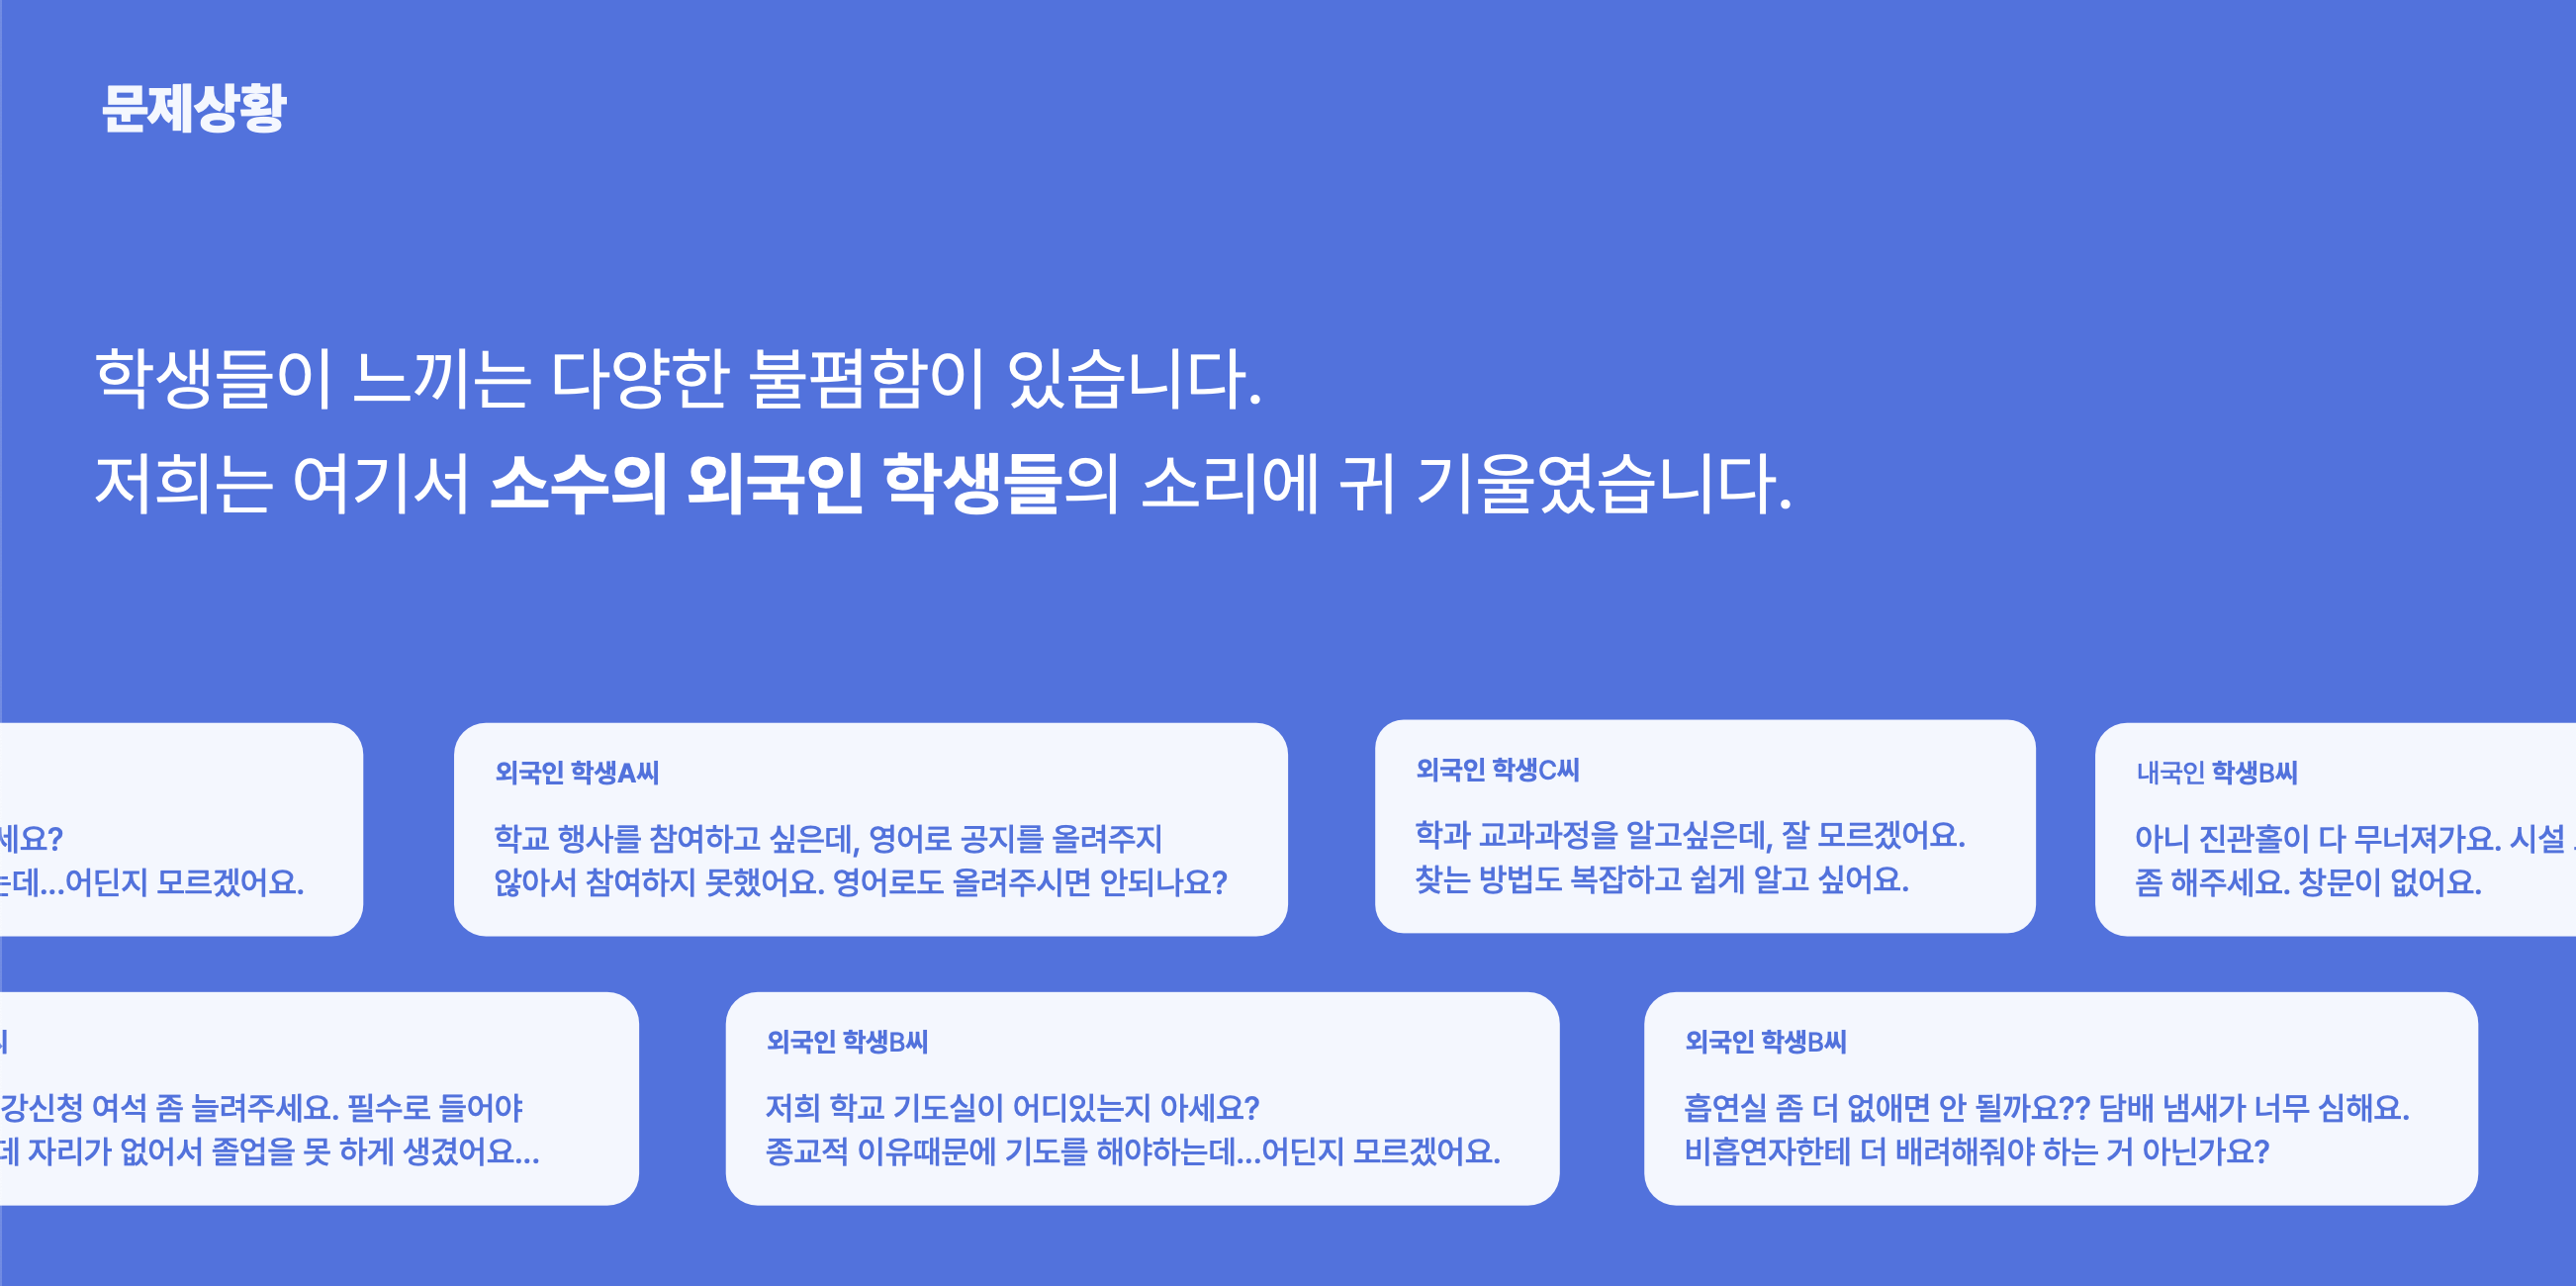 문제상황
학생들이 느끼는 다양한 불폄함이 있습니다.
저희는 여기서 소수의 외국인 학생들의 소리에 귀 기울였습니다.
세요?
는데...어딘지 모르겠어요.
외국인 학생A씨
학교 행사를 참여하고 싶은데, 영어로 공지를 올려주지
않아서 참여하지 못했어요. 영어로도 올려주시면 안되나요?
외국인 학생C씨
학과 교과과정을 알고싶은데, 잘 모르겠어요.
찾는 방법도 복잡하고 쉽게 알고 싶어요.
내국인 학생B씨
아니 진관홀이 다 무너져가요. 시설
좀 해주세요. 창문이 없어요.
강신청 여석 좀 늘려주세요. 필수로 들어야
데 자리가 없어서 졸업을 못 하게 생겼어요...
외국인 학생B씨
저희 학교 기도실이 어디있는지 아세요?
종교적 이유때문에 기도를 해야하는데...어딘지 모르겠어요.
외국인 학생B씨
흡연실 좀 더 없애면 안 될까요?? 담배 냄새가 너무 심해요.
비흡연자한테 더 배려해줘야 하는 거 아닌가요?